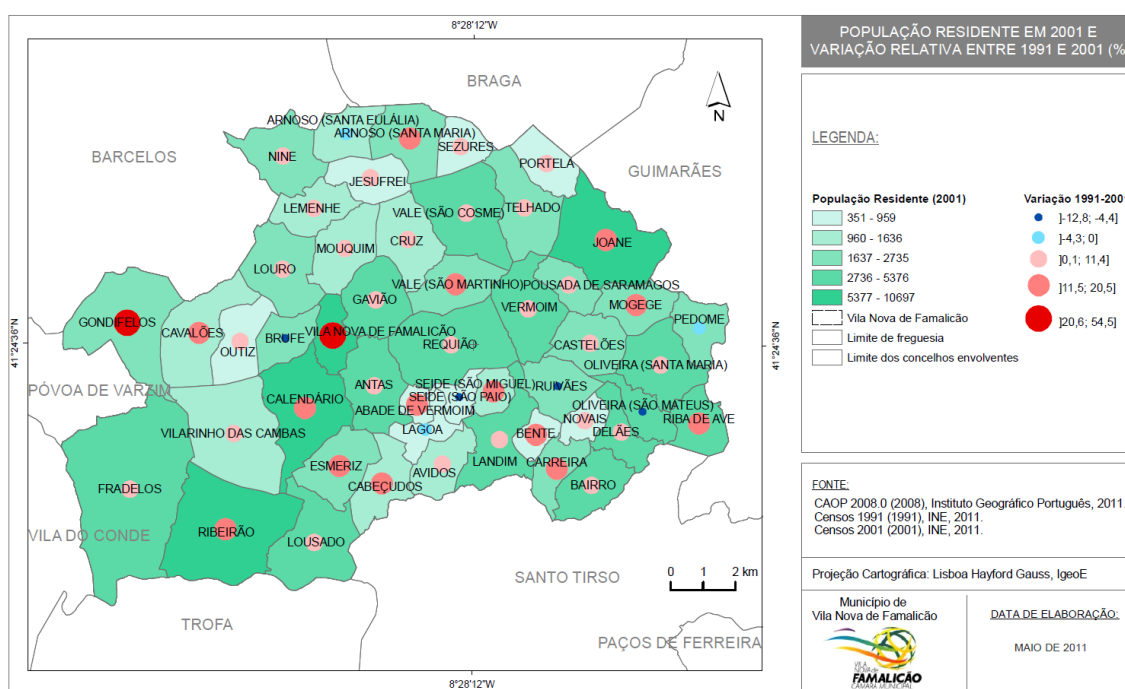 8°28'12"W
POPULAÇÃO RESIDENTE EM 2001 E
VARIAÇÃO RELATIVA ENTRE 1991 E 2001 (%
BRAGA
N
BARCELOS
GUIMARÃES
ARNOSO (SANTA EULÁLIA)
ARNOSO (SANTA MARIA)
NINE
SEZURES
PORTELA
JESUFREI
LEMENHE
VALE (SÃO COSME)
TELHADO
CRUZ
JOANE
MOUQUIM
LOURO
VALE (SÃO MARTINHO)
POUSADA DE SARAMAGOS
GAVIÃO
VERMOIM
MOGEGE
GONDIFELOS
CAVALÕES
OUTIZ
BRUFE
VILA NOVA DE FAMALICÃO
REQUIÃO
CASTELÕES
PEDOME
OLIVEIRA (SANTA MARIA)
41°24'36"N
41°24'36"N
PÓVOA DE VARZIM
CALENDÁRIO
ANTAS
SEIDE (SÃO MIGUEL)
RUIVÃES
SEIDE (SÃO PAIO)
ABADE DE VERMOIM
OLIVEIRA (SÃO MATEUS)
NOVAIS
RIBA DE AVE
VILARINHO DAS CAMBAS
LAGOA
BENTE
DELÃES
ESMERIZ
AVIDOS
LANDIM
CARREIRA
CABEÇUDOS
BAIRRO
FRADELOS
VILA DO CONDE
RIBEIRÃO
LOUSADO
SANTO TIRSO
0 1 2 km
TROFA
PAÇOS DE FERREIRA
8°28'12"W
LEGENDA:
População Residente (2001)
351 - 959
960 - 1636
1637 - 2735
2736 - 5376
5377 - 10697
Vila Nova de Famalicão
Limite de freguesia
Limite dos concelhos envolventes
Variação 1991-200
]-12,8; -4,4]
]-4,3; 0]
]0,1; 11,4]
]11,5; 20,5]
]20,6; 54,5]
FONTE:
CAOP 2008.0 (2008), Instituto Geográfico Português, 2011.
Censos 1991 (1991), INE, 2011.
Censos 2001 (2001), INE, 2011.
Projeção Cartográfica: Lisboa Hayford Gauss, IgeoE
Município de
Vila Nova de Famalicão
VILA
NOVA de
FAMALICÃO
CÂMARA MUNICIPAL
DATA DE ELABORAÇÃO:
MAIO DE 2011